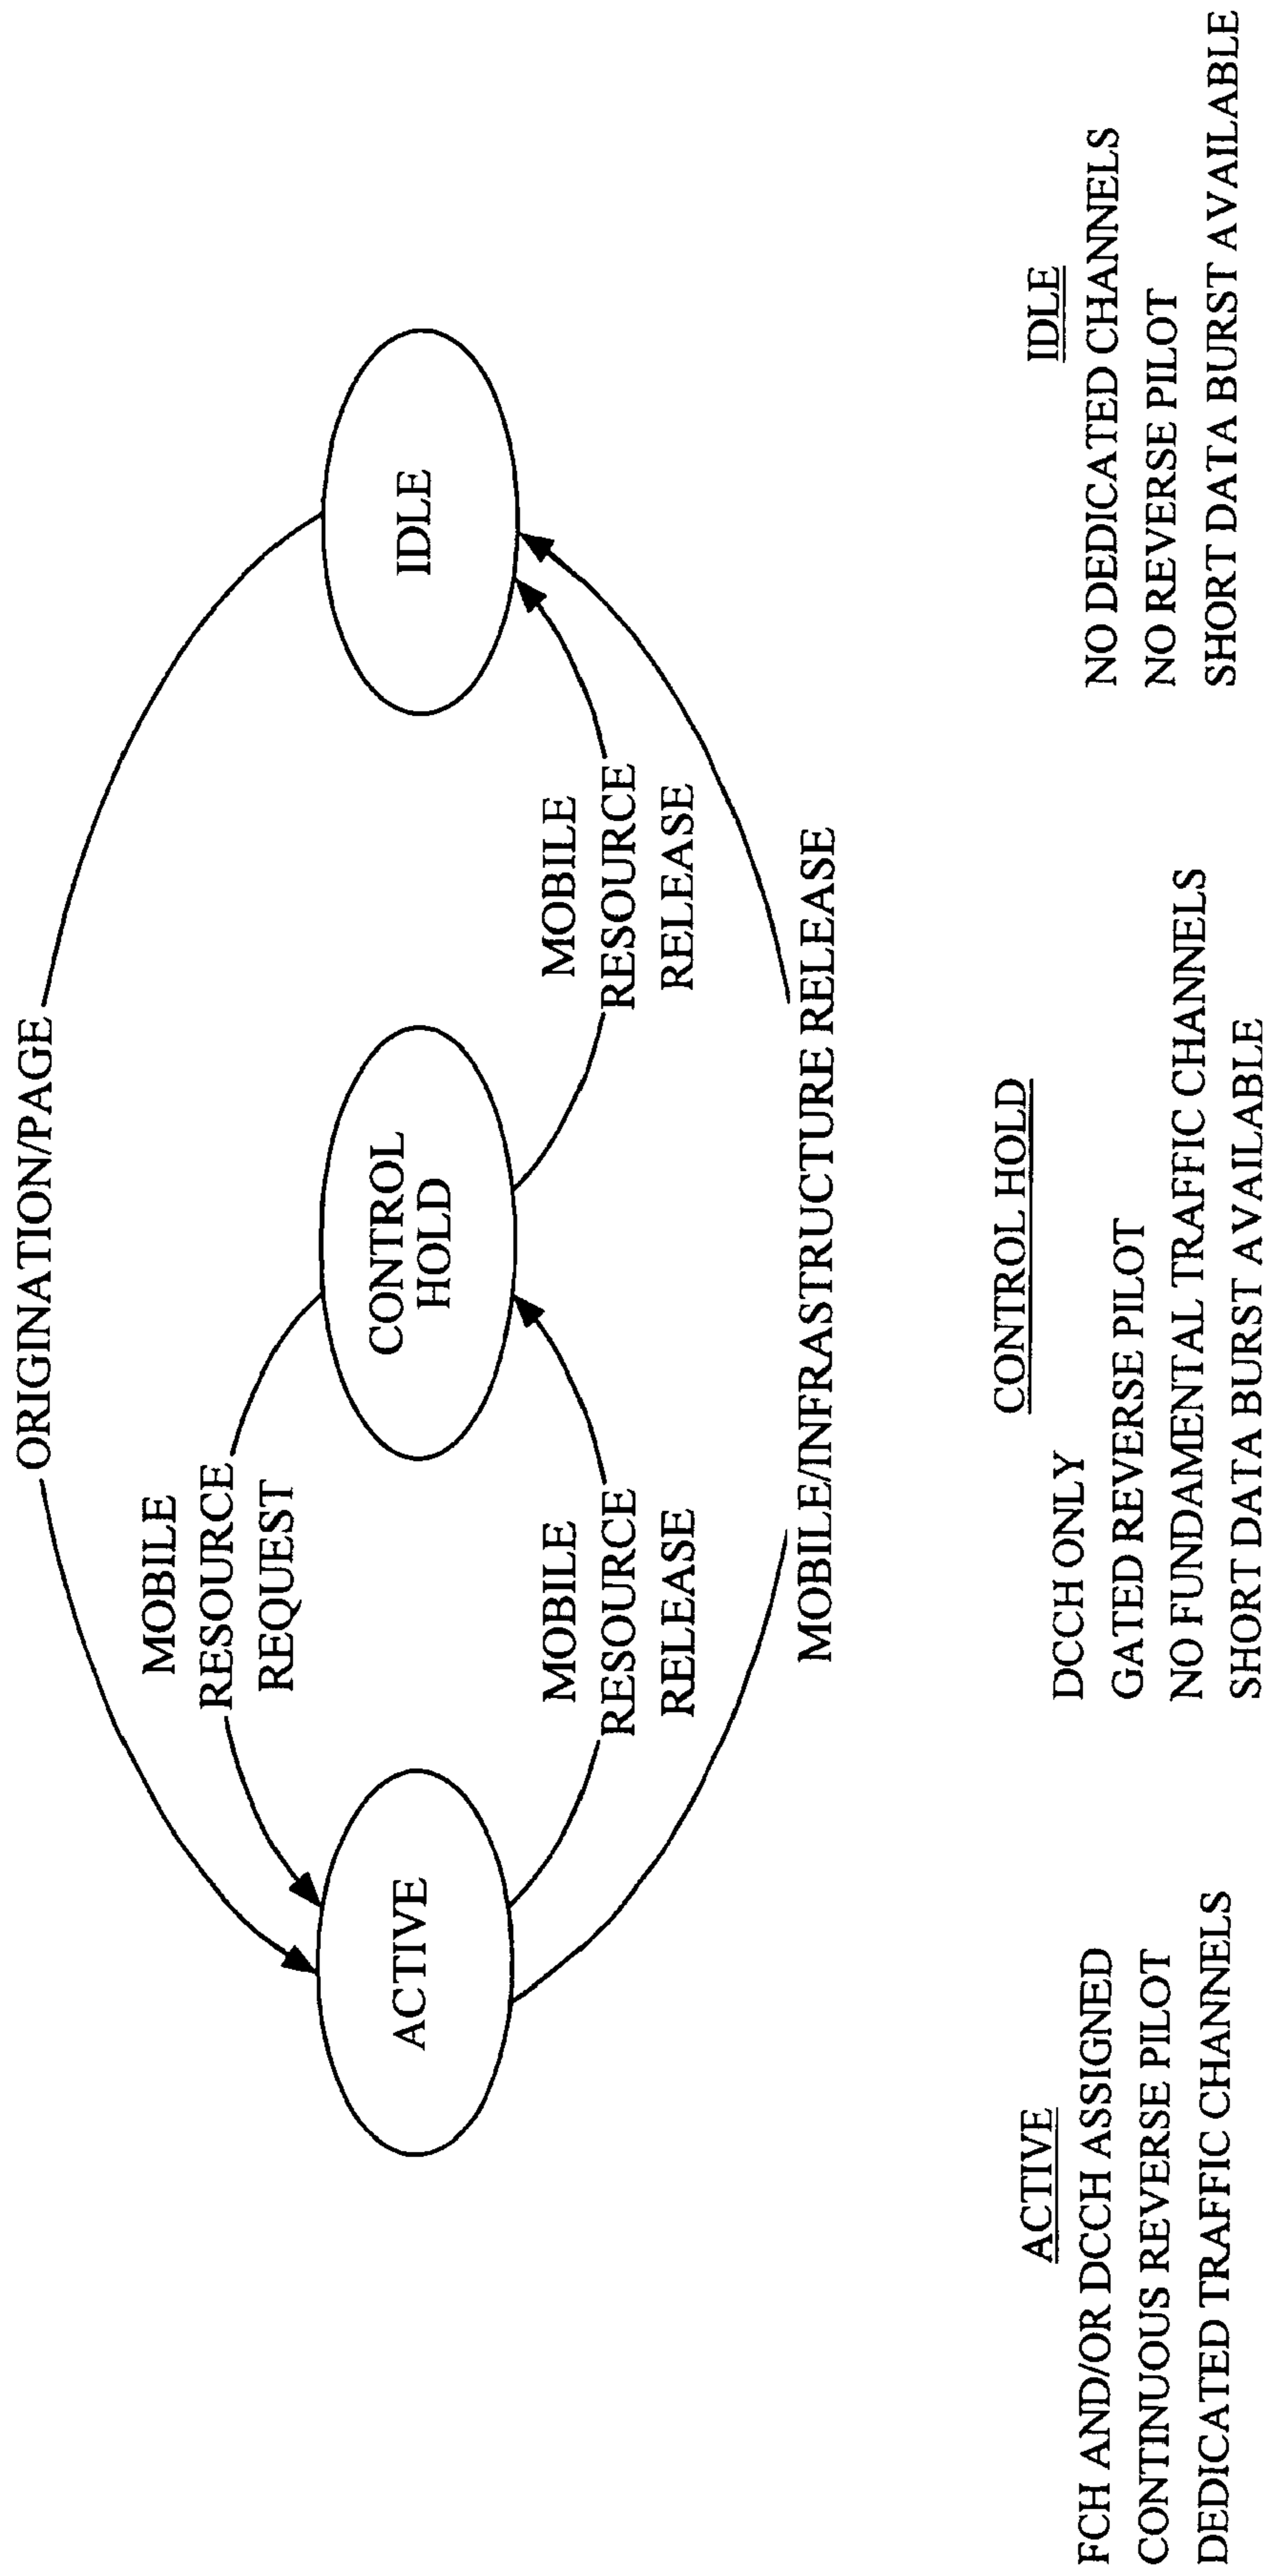 ORIGINATION/PAGE
MOBILE
RESOURCE
REQUEST
ACTIVE
CONTROL
HOLD
IDLE
MOBILE
RESOURCE
RELEASE
MOBILE
RESOURCE
RELEASE
MOBILE/INFRASTRUCTURE RELEASE
ACTIVE
FCH AND/OR DCCH ASSIGNED
CONTINUOUS REVERSE PILOT
DEDICATED TRAFFIC CHANNELS
CONTROL HOLD
DCCH ONLY
GATED REVERSE PILOT
NO FUNDAMENTAL TRAFFIC CHANNELS
SHORT DATA BURST AVAILABLE
IDLE
NO DEDICATED CHANNELS
NO REVERSE PILOT
SHORT DATA BURST AVAILABLE